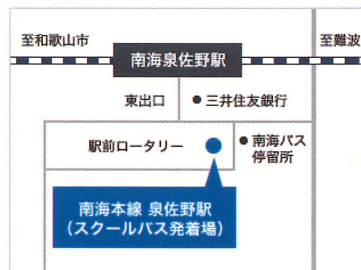 至和歌山市
至難波
南海泉佐野駅
東出口
● 三井住友銀行
駅前ロータリー
● 南海バス
停留所
南海本線 泉佐野駅
（スクールバス発着場）